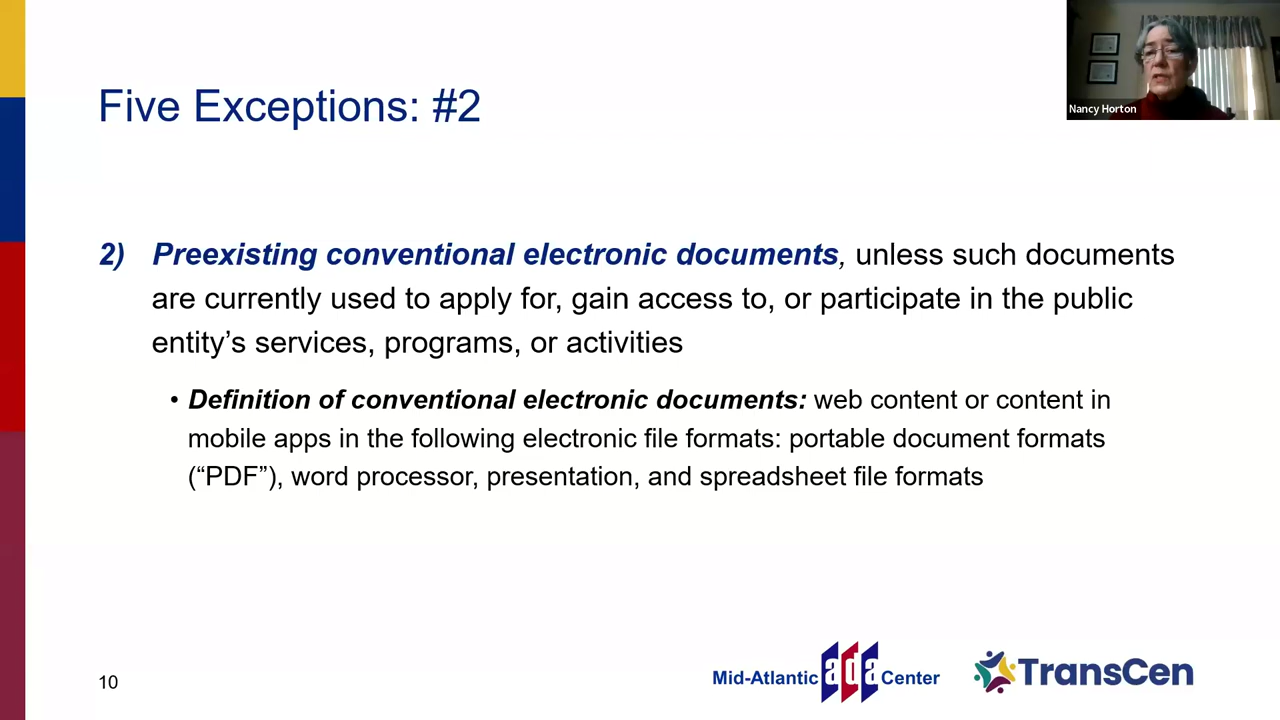 Five Exceptions: #2
Nancy Horton
2) Preexisting conventional electronic documents, unless such documents
are currently used to apply for, gain access to, or participate in the public
entity’s services, programs, or activities
• Definition of conventional electronic documents: web content or content in
mobile apps in the following electronic file formats: portable document formats
(“PDF”), word processor, presentation, and spreadsheet file formats
10
Mid-Atlantic ada Center
TransCen